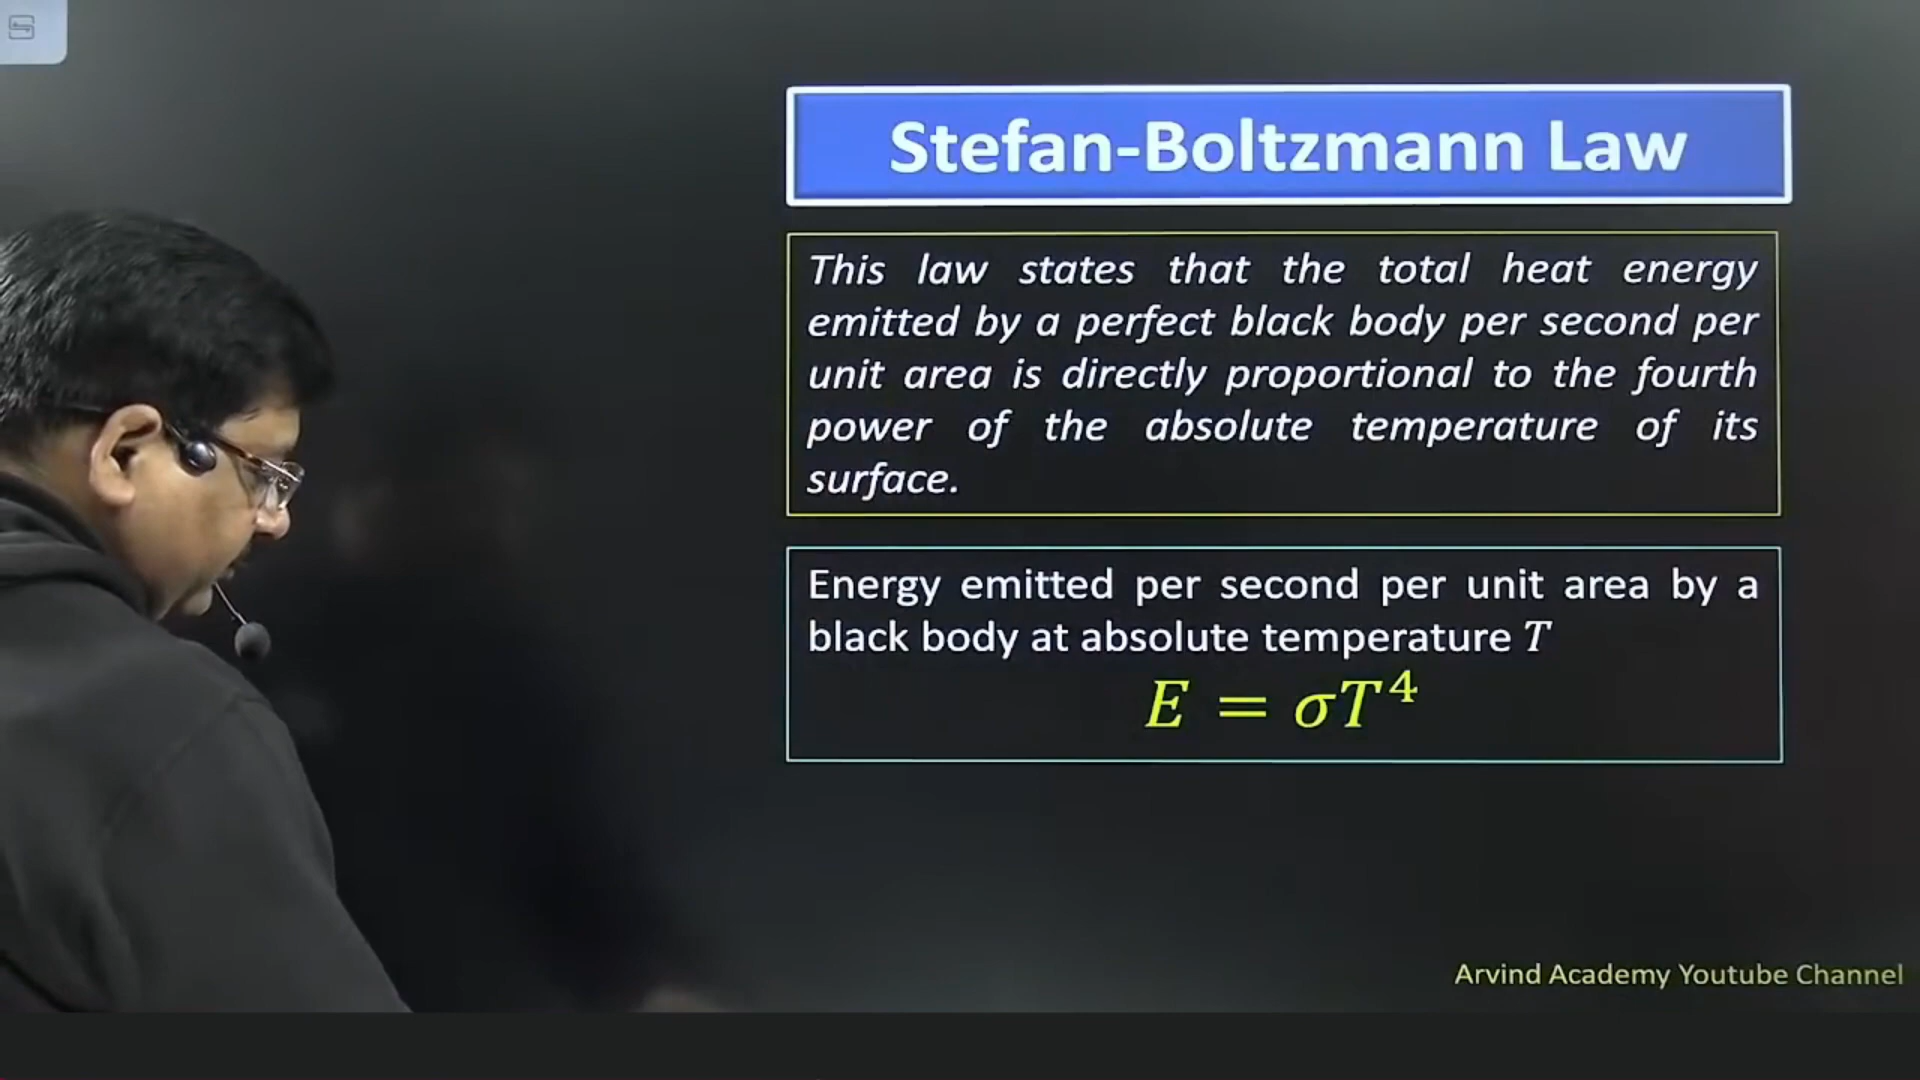 Stefan-Boltzmann Law
This law states that the total heat energy
emitted by a perfect black body per second per
unit area is directly proportional to the fourth
power of the absolute temperature of its
surface.
Energy emitted per second per unit area by a
black body at absolute temperature T
E = σT⁴
Arvind Academy Youtube Channel